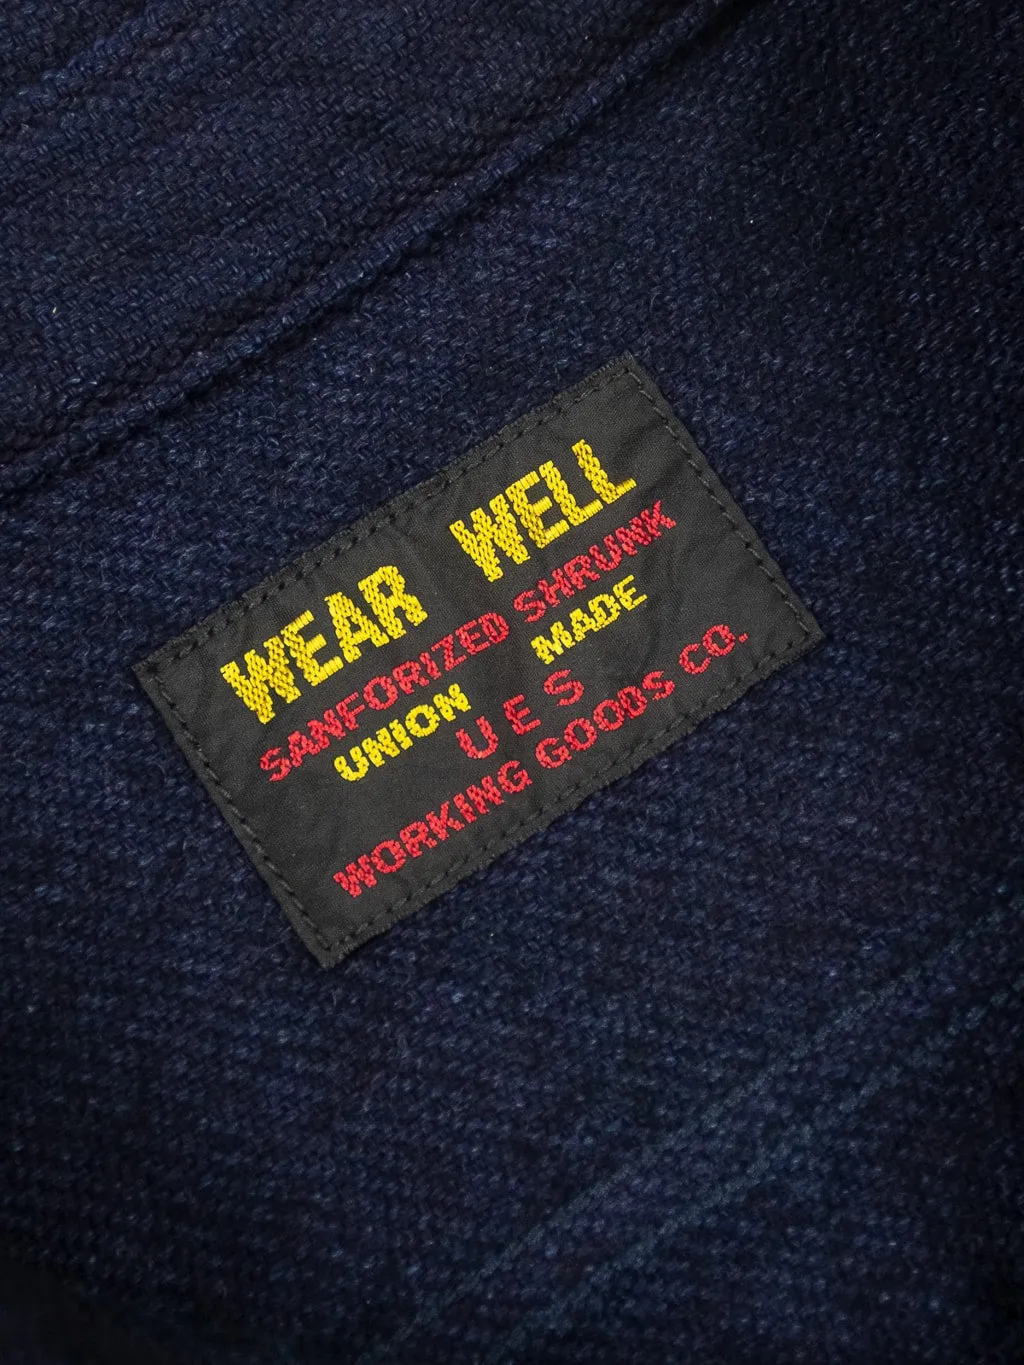 WEAR WELL
SANFORIZED SHRUNK
UNION MADE
U E S
WORKING GOODS CO.